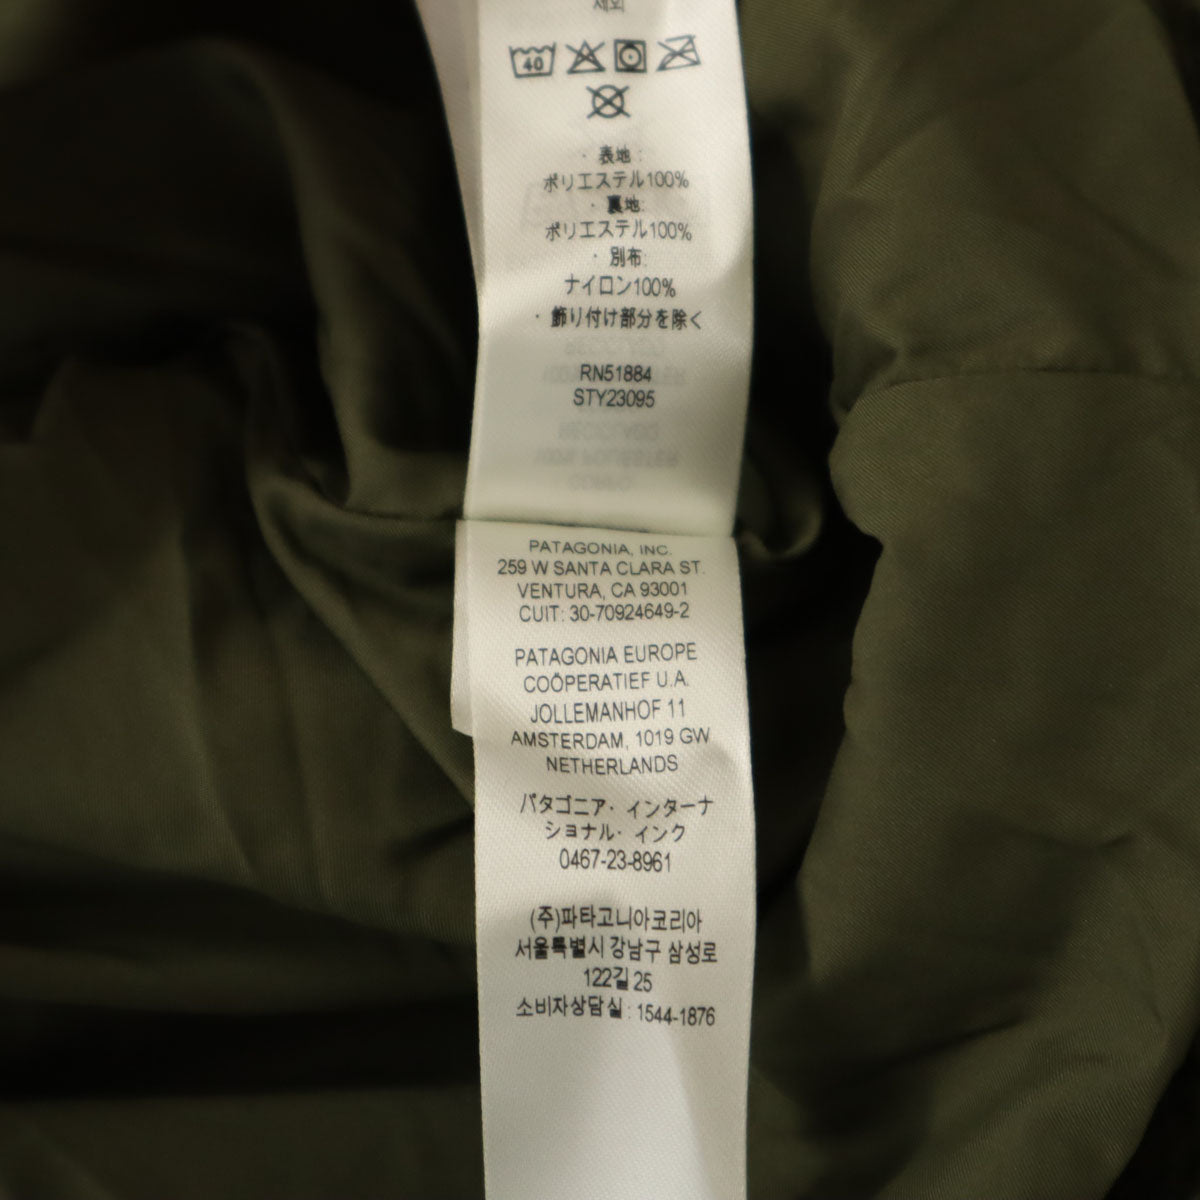 제외
40
· 表地 :
ポリエステル100%
· 裏地:
ポリエステル100%
· 別布:
ナイロン100%
· 飾り付け部分を除く
RN51884
STY23095
PATAGONIA, INC.
259 W SANTA CLARA ST.
VENTURA, CA 93001
CUIT: 30-70924649-2
PATAGONIA EUROPE
COÖPERATIEF U.A.
JOLLEMANHOF 11
AMSTERDAM, 1019 GW
NETHERLANDS
パタゴニア・インターナ
ショナル・インク
0467-23-8961
(주)파타고니아코리아
서울특별시 강남구 삼성로
122길 25
소비자상담실 : 1544-1876